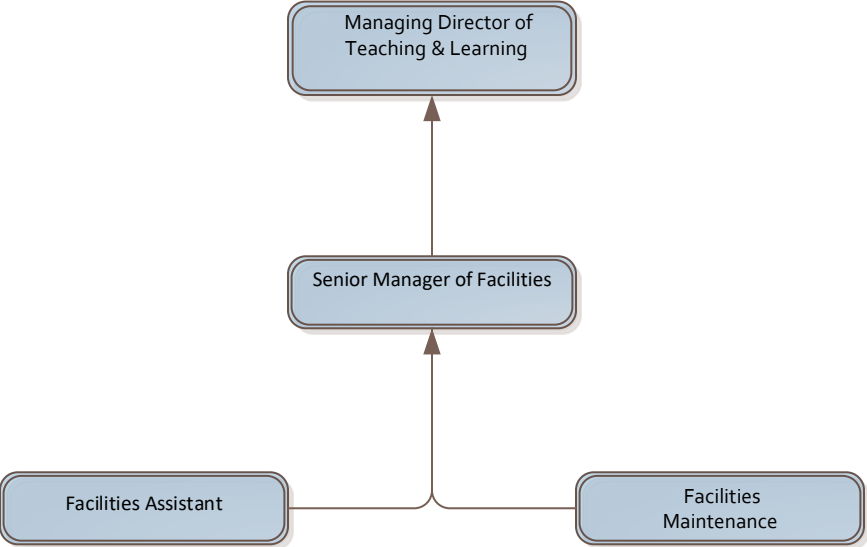 Managing Director of
Teaching & Learning
Senior Manager of Facilities
Facilities Assistant
Facilities
Maintenance